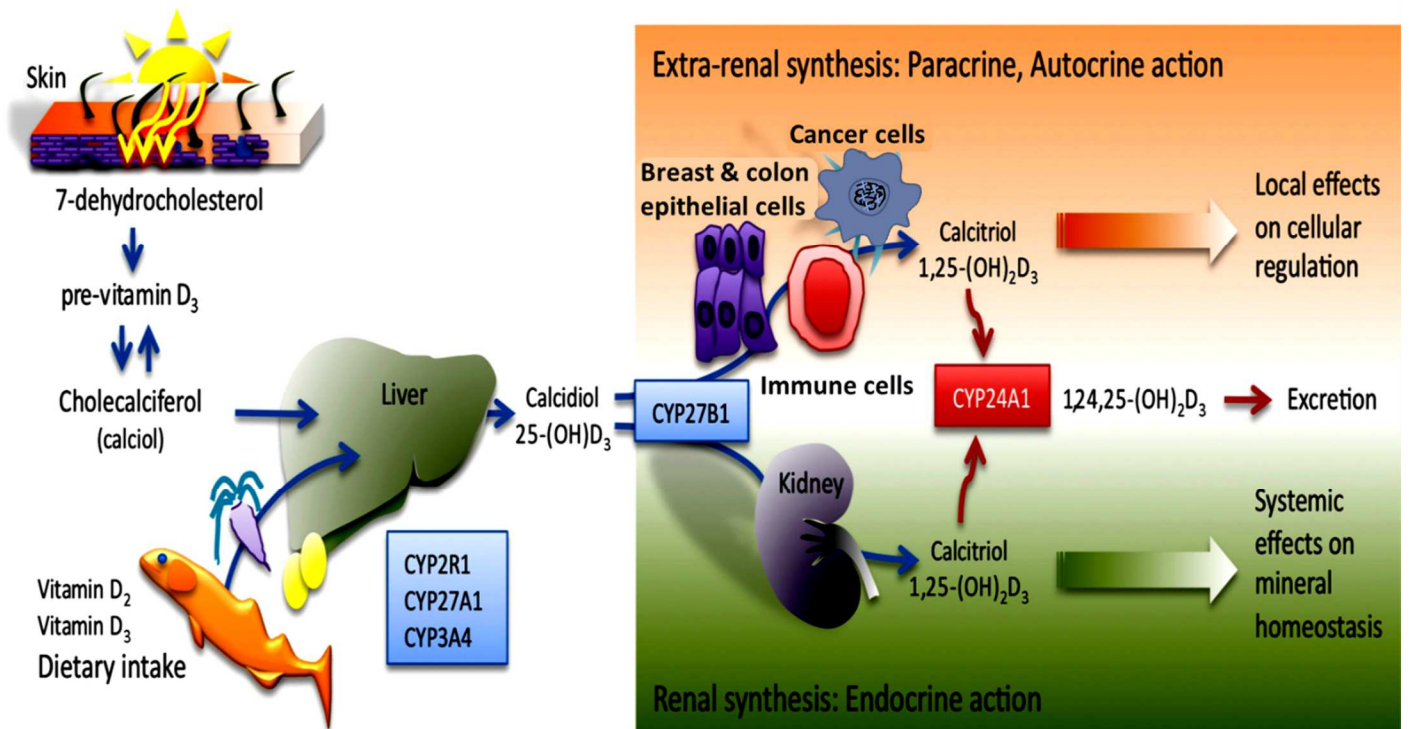 Skin
7-dehydrocholesterol
pre-vitamin D₃
Cholecalciferol
(calciol)
Vitamin D₂
Vitamin D₃
Dietary intake
Liver
CYP2R1
CYP27A1
CYP3A4
Calcidiol
25-(OH)D₃
CYP27B1
Extra-renal synthesis: Paracrine, Autocrine action
Cancer cells
Breast & colon
epithelial cells
Immune cells
Calcitriol
1,25-(OH)₂D₃
Local effects
on cellular
regulation
CYP24A1
1,24,25-(OH)₂D₃
Excretion
Kidney
Calcitriol
1,25-(OH)₂D₃
Systemic
effects on
mineral
homeostasis
Renal synthesis: Endocrine action